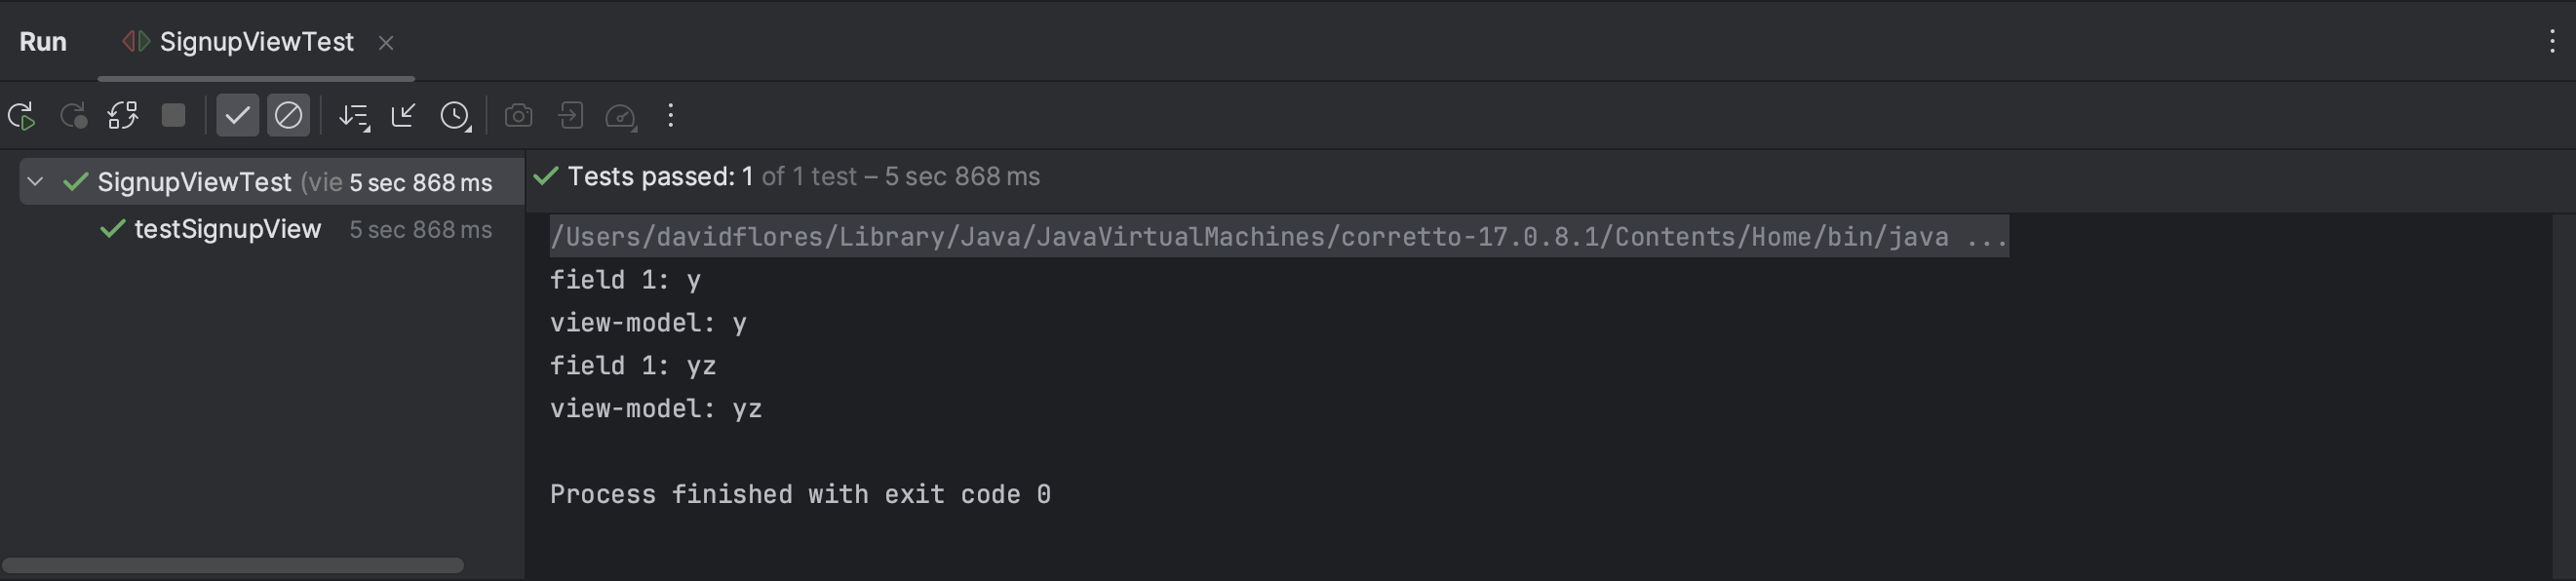 Run SignupViewTest
SignupViewTest (vie 5 sec 868 ms
testSignupView 5 sec 868 ms
Tests passed: 1 of 1 test – 5 sec 868 ms
/Users/davidflores/Library/Java/JavaVirtualMachines/corretto-17.0.8.1/Contents/Home/bin/java ...
field 1: y
view-model: y
field 1: yz
view-model: yz
Process finished with exit code 0